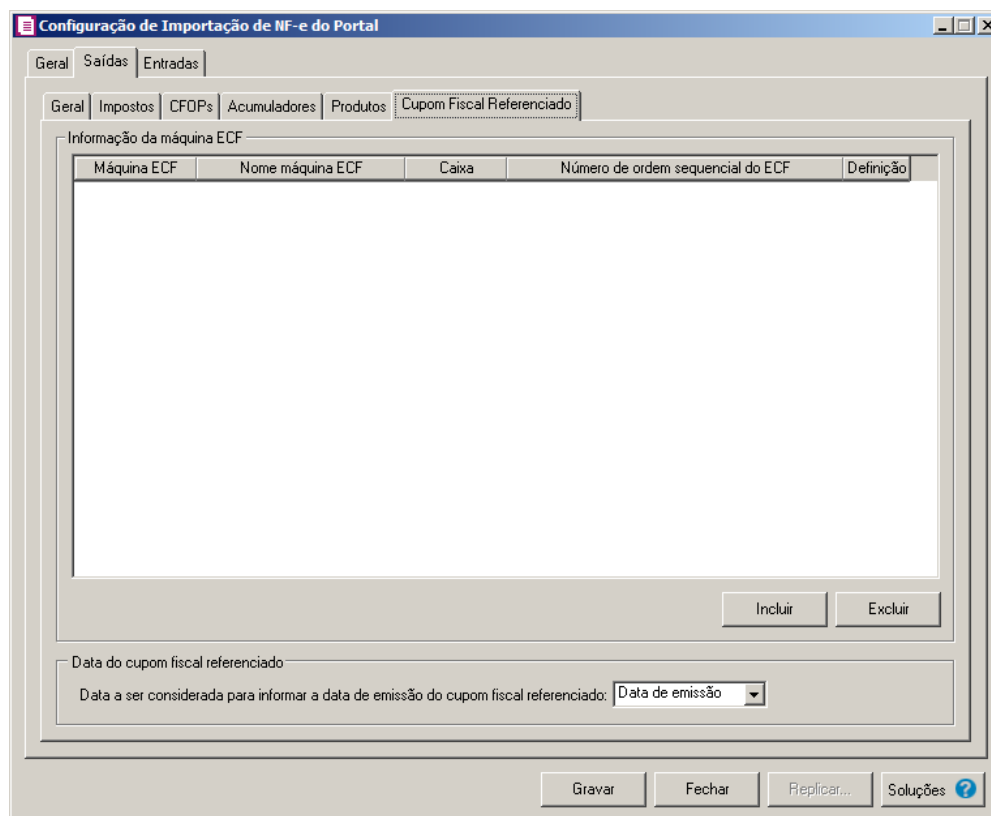 Configuração de Importação de NF-e do Portal
Geral Saídas Entradas
Geral Impostos CFOPs Acumuladores Produtos Cupom Fiscal Referenciado
Informação da máquina ECF
Máquina ECF Nome máquina ECF Caixa Número de ordem sequencial do ECF Definição
Incluir Excluir
Data do cupom fiscal referenciado
Data a ser considerada para informar a data de emissão do cupom fiscal referenciado: Data de emissão
Gravar Fechar Replicar... Soluções ?